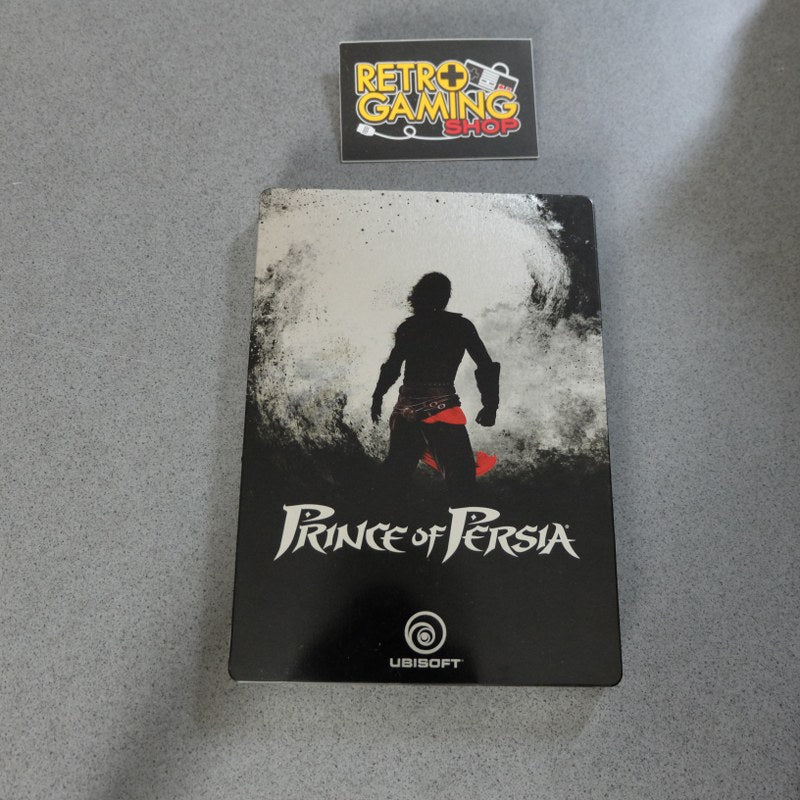 RETRO
GAMING
SHOP
PRINCE OF PERSIA
UBISOFT